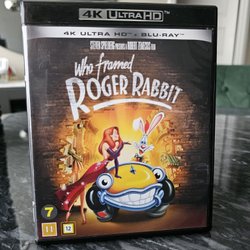 4K ULTRA HD
4K ULTRA HD + BLU-RAY
STEVEN SPIELBERG PRESENTS A ROBERT ZEMECKIS FILM
Who Framed
ROGER RABBIT
7
11
12